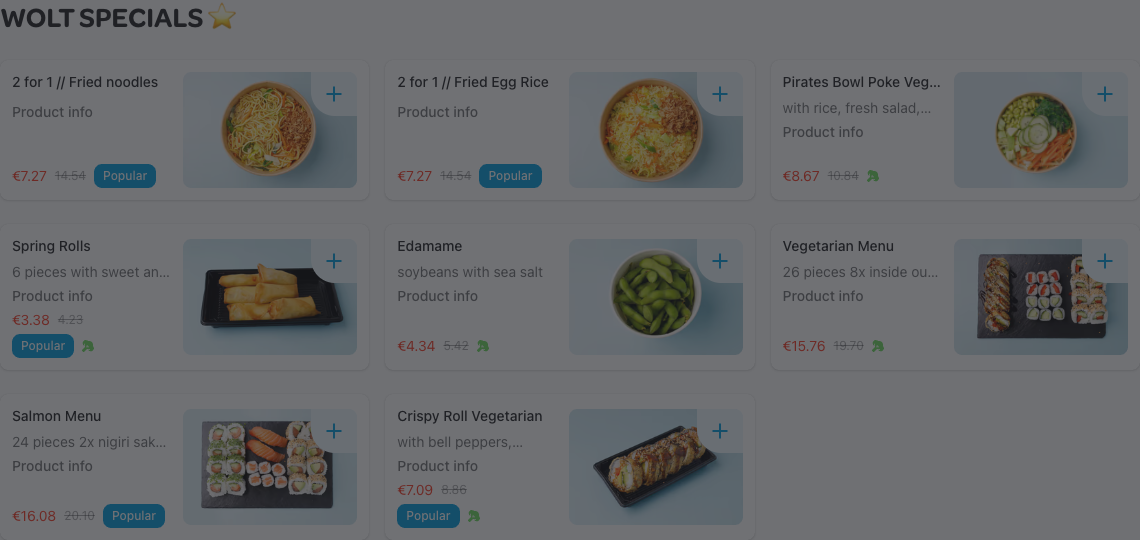 WOLT SPECIALS ⭐
2 for 1 // Fried noodles
Product info
€7.27 14.54 Popular
2 for 1 // Fried Egg Rice
Product info
€7.27 14.54 Popular
Pirates Bowl Poke Veg...
with rice, fresh salad,...
Product info
€8.67 10.84
Spring Rolls
6 pieces with sweet an...
Product info
€3.38 4.23
Popular
Edamame
soybeans with sea salt
Product info
€4.34 5.42
Vegetarian Menu
26 pieces 8x inside ou...
Product info
€15.76 19.70
Salmon Menu
24 pieces 2x nigiri sak...
Product info
€16.08 20.10 Popular
Crispy Roll Vegetarian
with bell peppers,...
Product info
€7.09 8.86
Popular